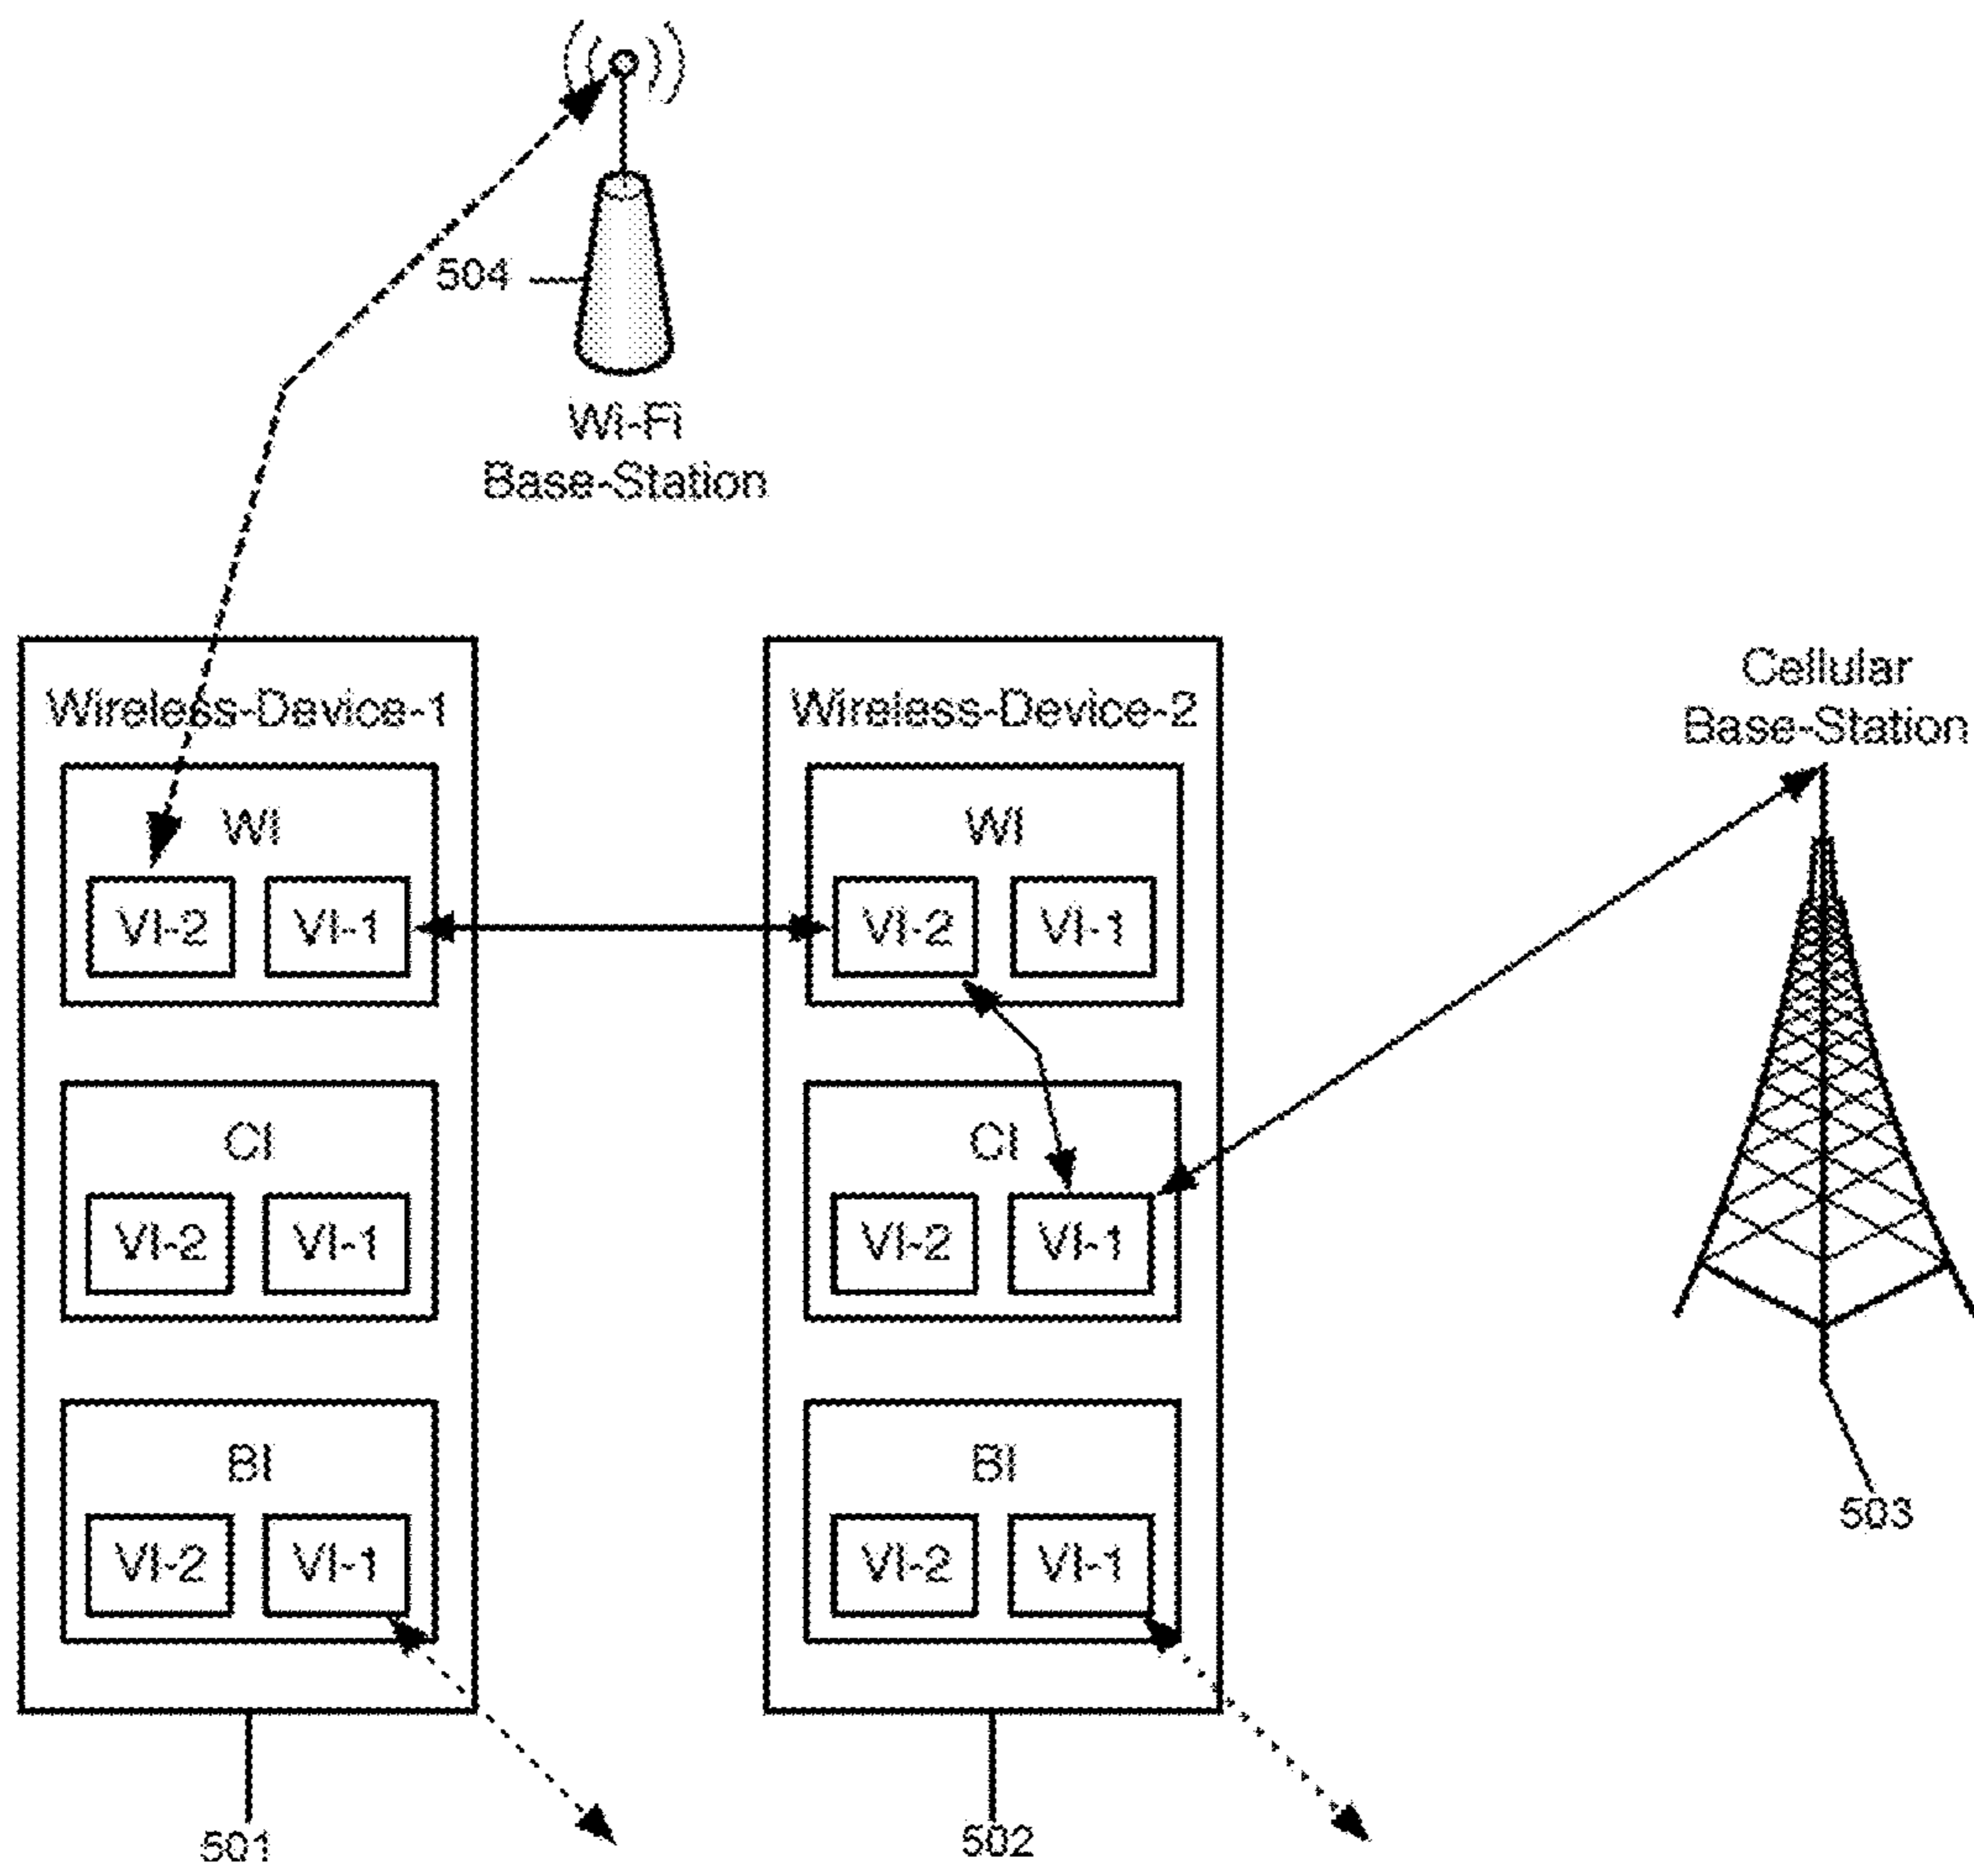 504
Wi-Fi
Base-Station
Wireless-Device-1
WI
VI-2 VI-1
CI
VI-2 VI-1
BI
VI-2 VI-1
501
Wireless-Device-2
WI
VI-2 VI-1
CI
VI-2 VI-1
BI
VI-2 VI-1
502
Cellular
Base-Station
503